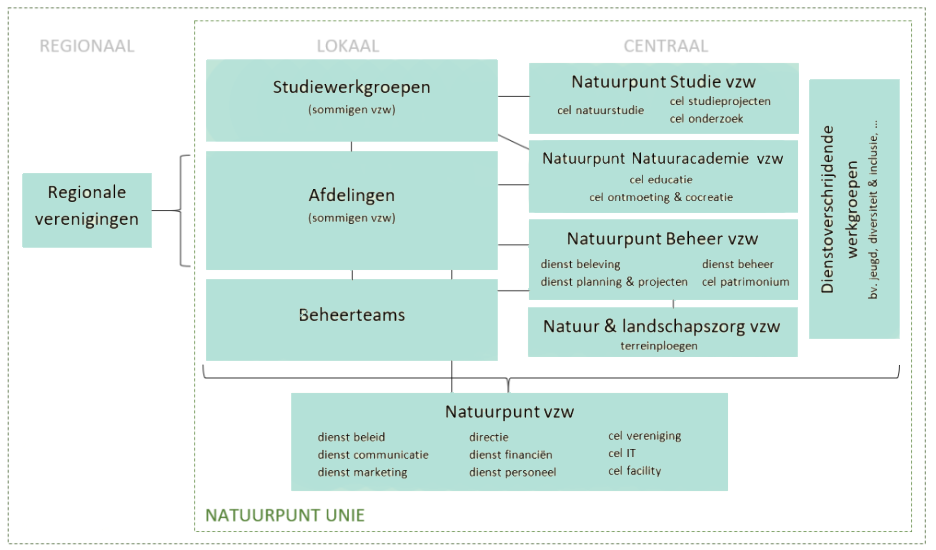 REGIONAAL
LOKAAL
CENTRAAL
Regionale
verenigingen
Studiewerkgroepen
(sommigen vzw)
Afdelingen
(sommigen vzw)
Beheerteams
Natuurpunt Studie vzw
cel natuurstudie
cel studieprojecten
cel onderzoek
Natuurpunt Natuuracademie vzw
cel educatie
cel ontmoeting & cocreatie
Natuurpunt Beheer vzw
dienst beleving
dienst beheer
dienst planning & projecten
cel patrimonium
Natuur & landschapszorg vzw
terreinploegen
Dienstoverschrijdende
werkgroepen
bv. jeugd, diversiteit & inclusie, ...
Natuurpunt vzw
dienst beleid
dienst communicatie
dienst marketing
directie
dienst financiën
dienst personeel
cel vereniging
cel IT
cel facility
NATUURPUNT UNIE